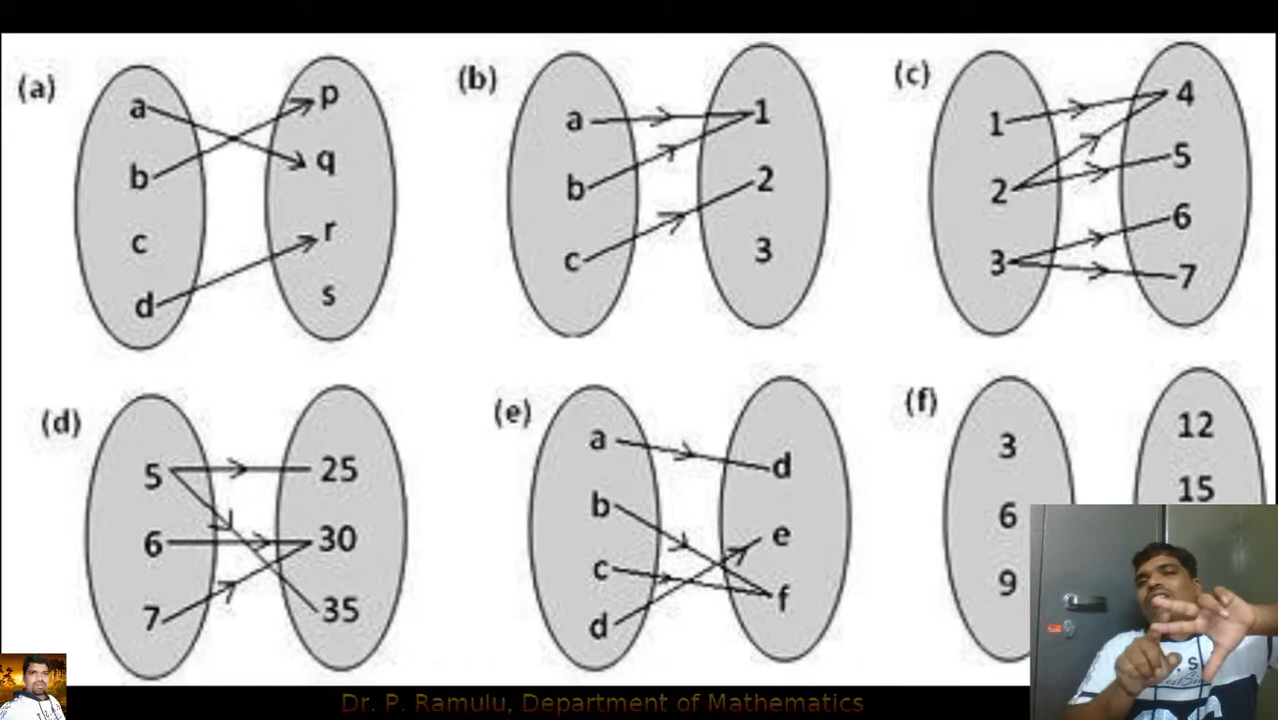 (a)
a
b
c
d
p
q
r
s
(b)
a
b
c
1
2
3
(c)
1
2
3
4
5
6
7
(d)
5
6
7
25
30
35
(e)
a
b
c
d
d
e
f
(f)
3
6
9
12
15
Dr. P. Ramulu, Department of Mathematics